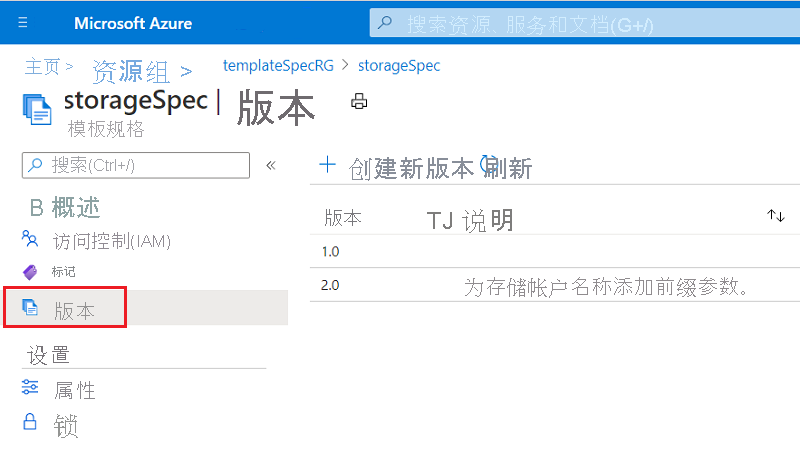 Microsoft Azure
搜索资源、服务和文档(G+/)
主页 > 资源组 > templateSpecRG > storageSpec
storageSpec | 版本
模板规格
搜索(Ctrl+/) «
+ 创建新版本 刷新
B 概述
访问控制(IAM)
标记
版本
设置
属性
锁
版本 TJ 说明
1.0
2.0 为存储帐户名称添加前缀参数。